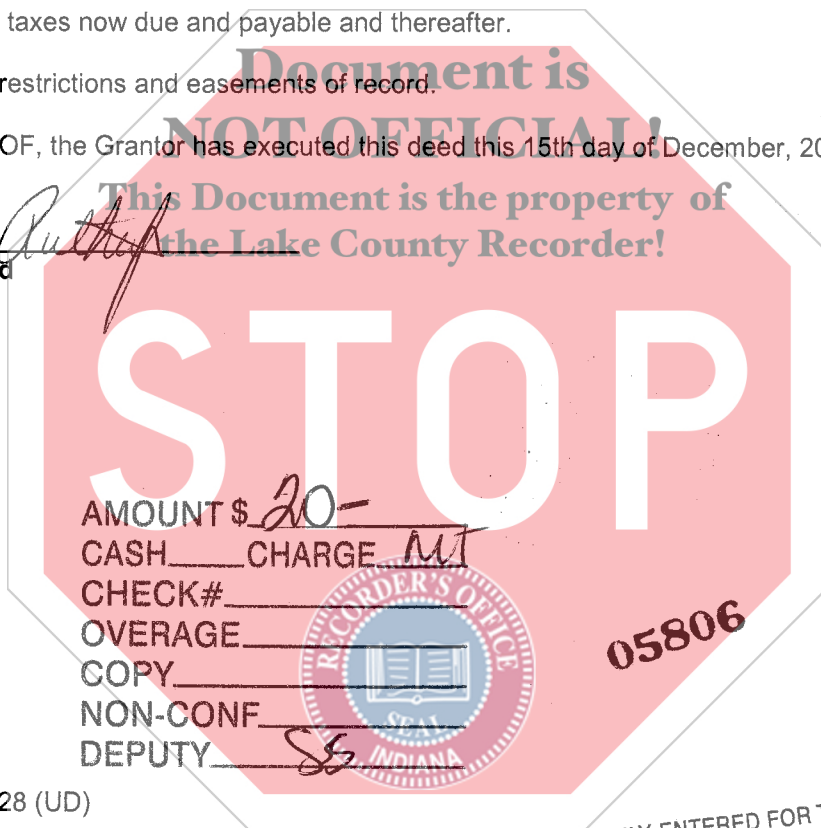 taxes now due and payable and thereafter.
Document is
restrictions and easements of record.
NOT OFFICIAL!
OF, the Grantor has executed this deed this 15th day of December, 20
This Document is the property of
the Lake County Recorder!
d
STOP
AMOUNT $ 20-
CASH____CHARGE MT
CHECK#
OVERAGE
COPY
NON-CONF
DEPUTY SS
RECORDER'S OFFICE
SEAL
INDIANA
05806
28 (UD)
ENTERED FOR T